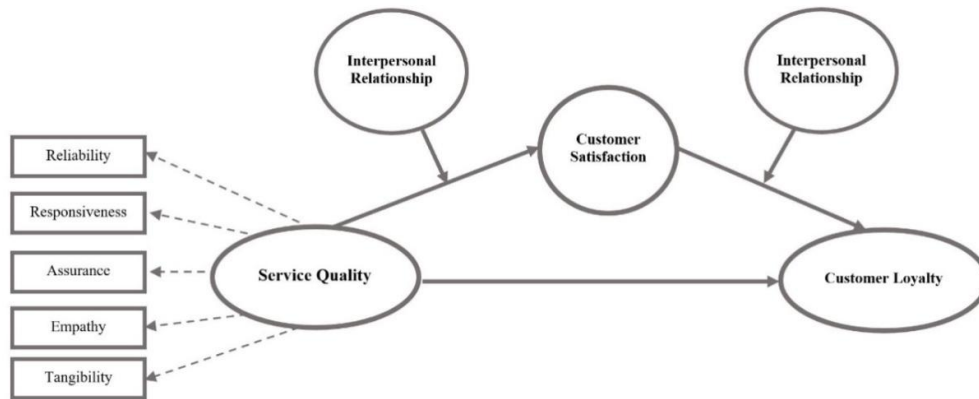 Interpersonal
Relationship
Interpersonal
Relationship
Customer
Satisfaction
Reliability
Responsiveness
Assurance
Empathy
Tangibility
Service Quality
Customer Loyalty